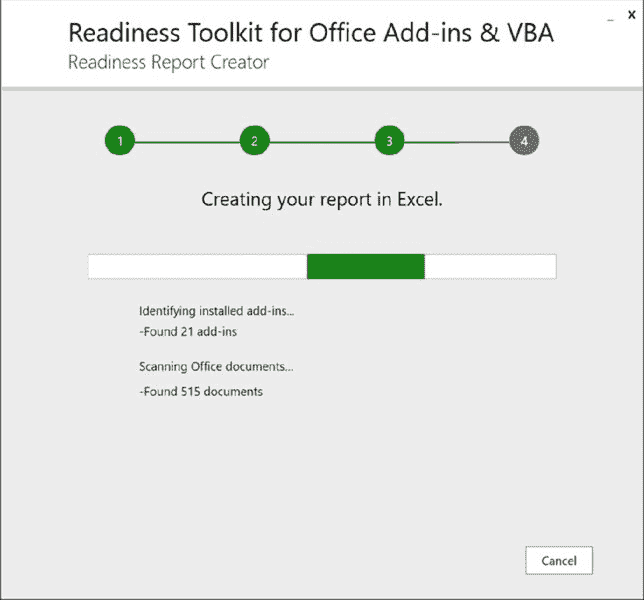 Readiness Toolkit for Office Add-ins & VBA
Readiness Report Creator
1 2 3 4
Creating your report in Excel.
Identifying installed add-ins...
-Found 21 add-ins
Scanning Office documents...
-Found 515 documents
Cancel